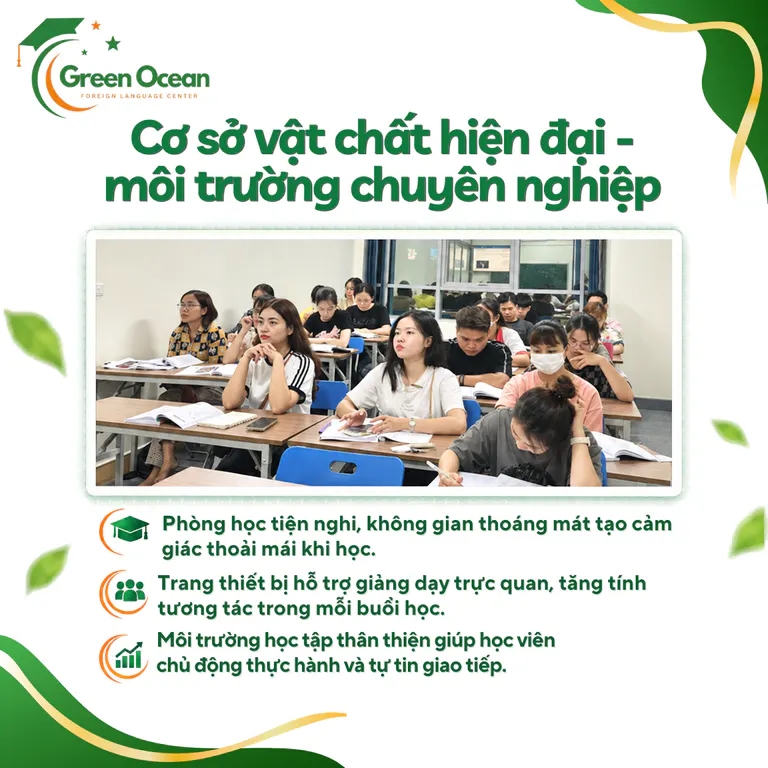 Green Ocean
FOREIGN LANGUAGE CENTER
Cơ sở vật chất hiện đại -
môi trường chuyên nghiệp
Phòng học tiện nghi, không gian thoáng mát tạo cảm
giác thoải mái khi học.
Trang thiết bị hỗ trợ giảng dạy trực quan, tăng tính
tương tác trong mỗi buổi học.
Môi trường học tập thân thiện giúp học viên
chủ động thực hành và tự tin giao tiếp.